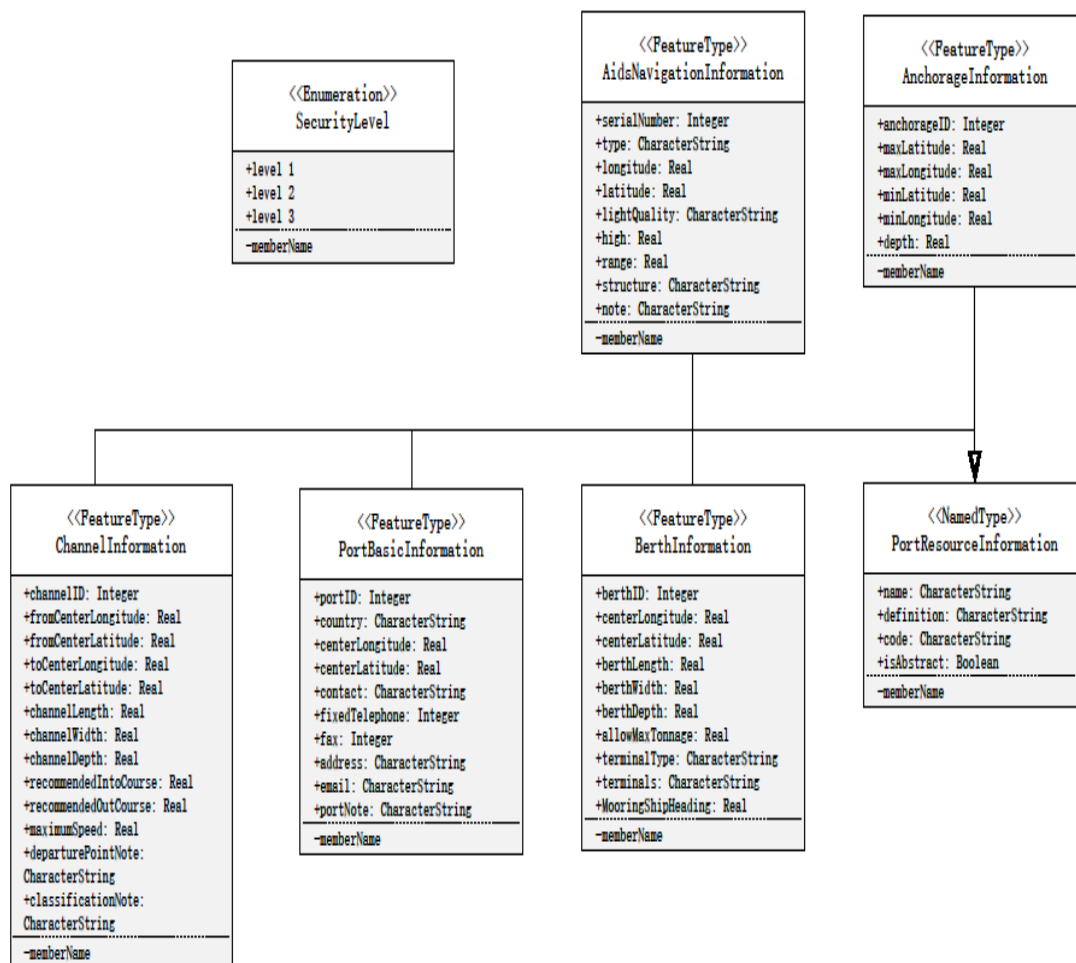 <<Enumeration>>
SecurityLevel
+level 1
+level 2
+level 3
-memberName
<<FeatureType>>
AidsNavigationInformation
+serialNumber: Integer
+type: CharacterString
+longitude: Real
+latitude: Real
+lightQuality: CharacterString
+high: Real
+range: Real
+structure: CharacterString
+note: CharacterString
-memberName
<<FeatureType>>
AnchorageInformation
+anchorageID: Integer
+maxLatitude: Real
+maxLongitude: Real
+minLatitude: Real
+minLongitude: Real
+depth: Real
-memberName
<<FeatureType>>
ChannelInformation
+channelID: Integer
+fromCenterLongitude: Real
+fromCenterLatitude: Real
+toCenterLongitude: Real
+toCenterLatitude: Real
+channelLength: Real
+channelWidth: Real
+channelDepth: Real
+recommendedIntoCourse: Real
+recommendedOutCourse: Real
+maximumSpeed: Real
+departurePointNote:
CharacterString
+classificationNote:
CharacterString
-memberName
<<FeatureType>>
PortBasicInformation
+portID: Integer
+country: CharacterString
+centerLongitude: Real
+centerLatitude: Real
+contact: CharacterString
+fixedTelephone: Integer
+fax: Integer
+address: CharacterString
+email: CharacterString
+portNote: CharacterString
-memberName
<<FeatureType>>
BerthInformation
+berthID: Integer
+centerLongitude: Real
+centerLatitude: Real
+berthLength: Real
+berthWidth: Real
+berthDepth: Real
+allowMaxTonnage: Real
+terminalType: CharacterString
+terminals: CharacterString
+MooringShipHeading: Real
-memberName
<<NamedType>>
PortResourceInformation
+name: CharacterString
+definition: CharacterString
+code: CharacterString
+isAbstract: Boolean
-memberName